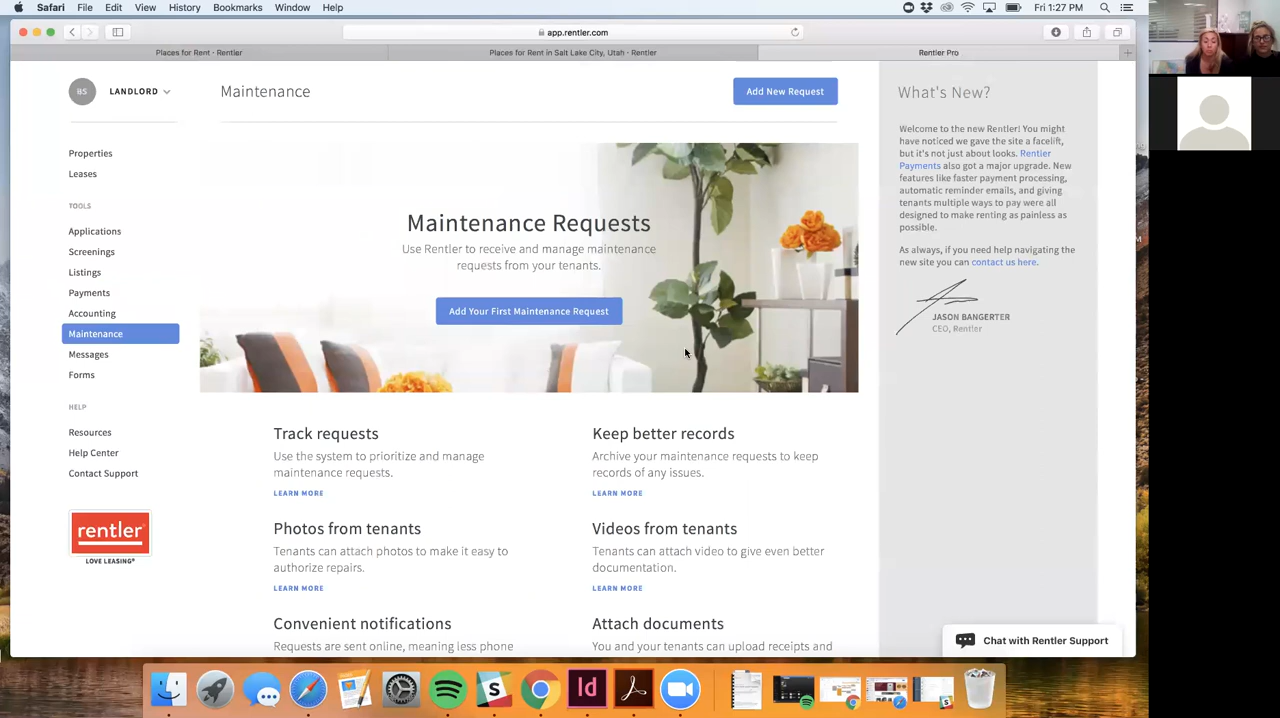 Safari File Edit View History Bookmarks Window Help Fri 1:27 PM
app.rentler.com
Places for Rent - Rentler
Places for Rent in Salt Lake City, Utah - Rentler
Rentler Pro
BS LANDLORD
Properties
Leases
TOOLS
Applications
Screenings
Listings
Payments
Accounting
Maintenance
Messages
Forms
HELP
Resources
Help Center
Contact Support
rentler
LOVE LEASING®
Maintenance
Add New Request
Maintenance Requests
Use Rentler to receive and manage maintenance
requests from your tenants.
Add Your First Maintenance Request
Track requests
Use the system to prioritize and manage
maintenance requests.
LEARN MORE
Keep better records
Archive your maintenance requests to keep
records of any issues.
LEARN MORE
Photos from tenants
Tenants can attach photos to make it easy to
authorize repairs.
LEARN MORE
Videos from tenants
Tenants can attach video to give even better
documentation.
LEARN MORE
Convenient notifications
Requests are sent online, meaning less phone
Attach documents
You and your tenants can upload receipts and
What's New?
Welcome to the new Rentler! You might
have noticed we gave the site a facelift,
but it's not just about looks. Rentler
Payments also got a major upgrade. New
features like faster payment processing,
automatic reminder emails, and giving
tenants multiple ways to pay were all
designed to make renting as painless as
possible.
As always, if you need help navigating the
new site you can contact us here.
JASON BANGERTER
CEO, Rentler
Chat with Rentler Support
Id